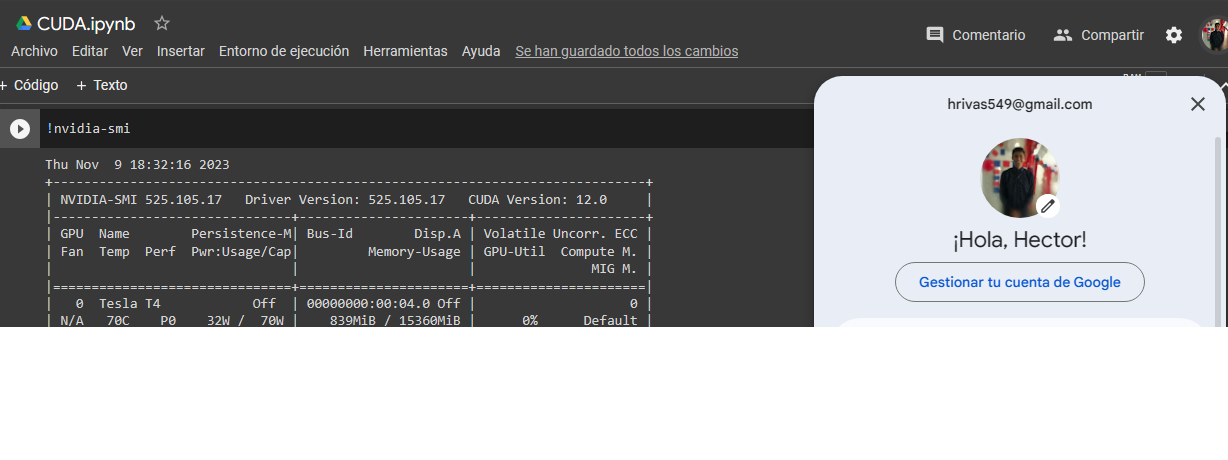 CUDA.ipynb
Archivo Editar Ver Insertar Entorno de ejecución Herramientas Ayuda Se han guardado todos los cambios
Comentario Compartir
+ Código + Texto
!nvidia-smi
Thu Nov  9 18:32:16 2023
+-----------------------------------------------------------------------------+
| NVIDIA-SMI 525.105.17   Driver Version: 525.105.17   CUDA Version: 12.0     |
|-------------------------------+----------------------+----------------------+
| GPU  Name        Persistence-M| Bus-Id        Disp.A | Volatile Uncorr. ECC |
| Fan  Temp  Perf  Pwr:Usage/Cap|         Memory-Usage | GPU-Util  Compute M. |
|                               |                      |               MIG M. |
|===============================+======================+======================|
|   0  Tesla T4            Off  | 00000000:00:04.0 Off |                    0 |
| N/A   70C    P0    32W /  70W |    839MiB / 15360MiB |      0%      Default |
hrivas549@gmail.com
¡Hola, Hector!
Gestionar tu cuenta de Google